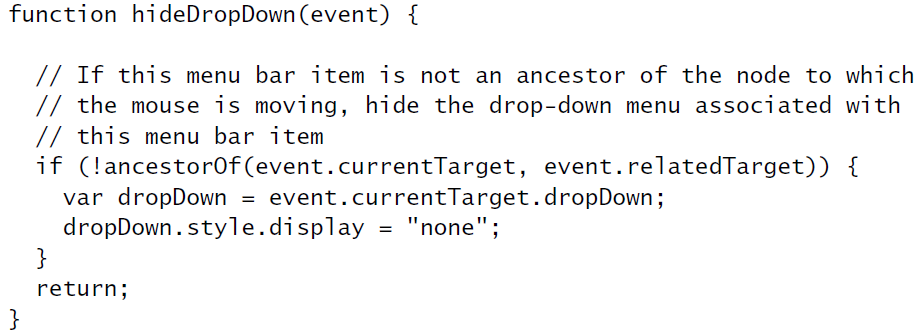 function hideDropDown(event) {

  // If this menu bar item is not an ancestor of the node to which
  // the mouse is moving, hide the drop-down menu associated with
  // this menu bar item
  if (!ancestorOf(event.currentTarget, event.relatedTarget)) {
    var dropDown = event.currentTarget.dropDown;
    dropDown.style.display = "none";
  }
  return;
}